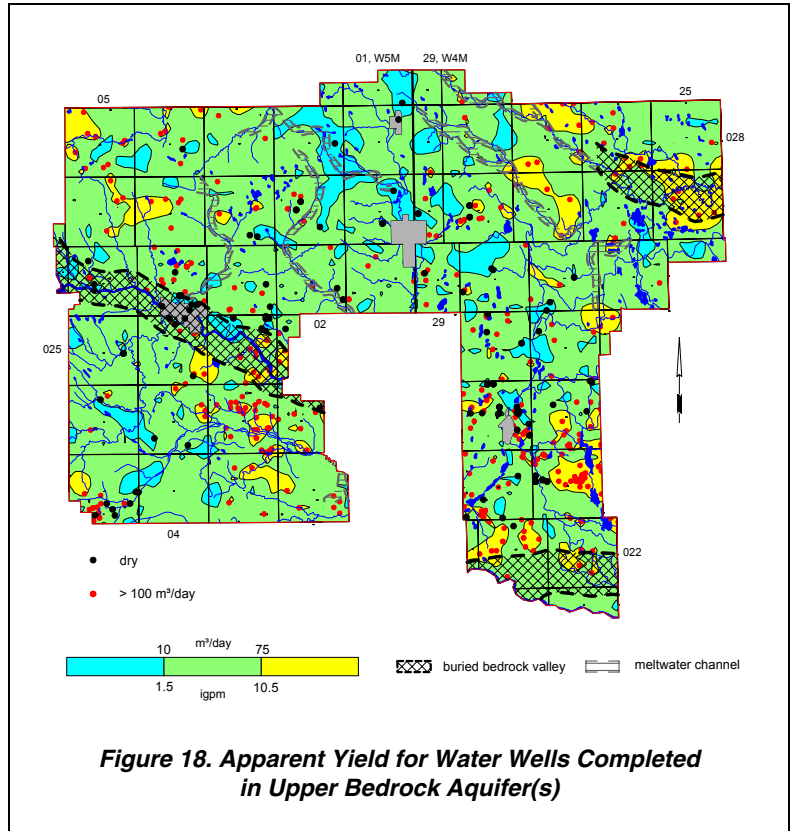 01, W5M 29, W4M
05
25
028
02
29
025
04
022
dry
> 100 m³/day
10 m³/day 75
1.5 igpm 10.5
buried bedrock valley
meltwater channel
Figure 18. Apparent Yield for Water Wells Completed
in Upper Bedrock Aquifer(s)